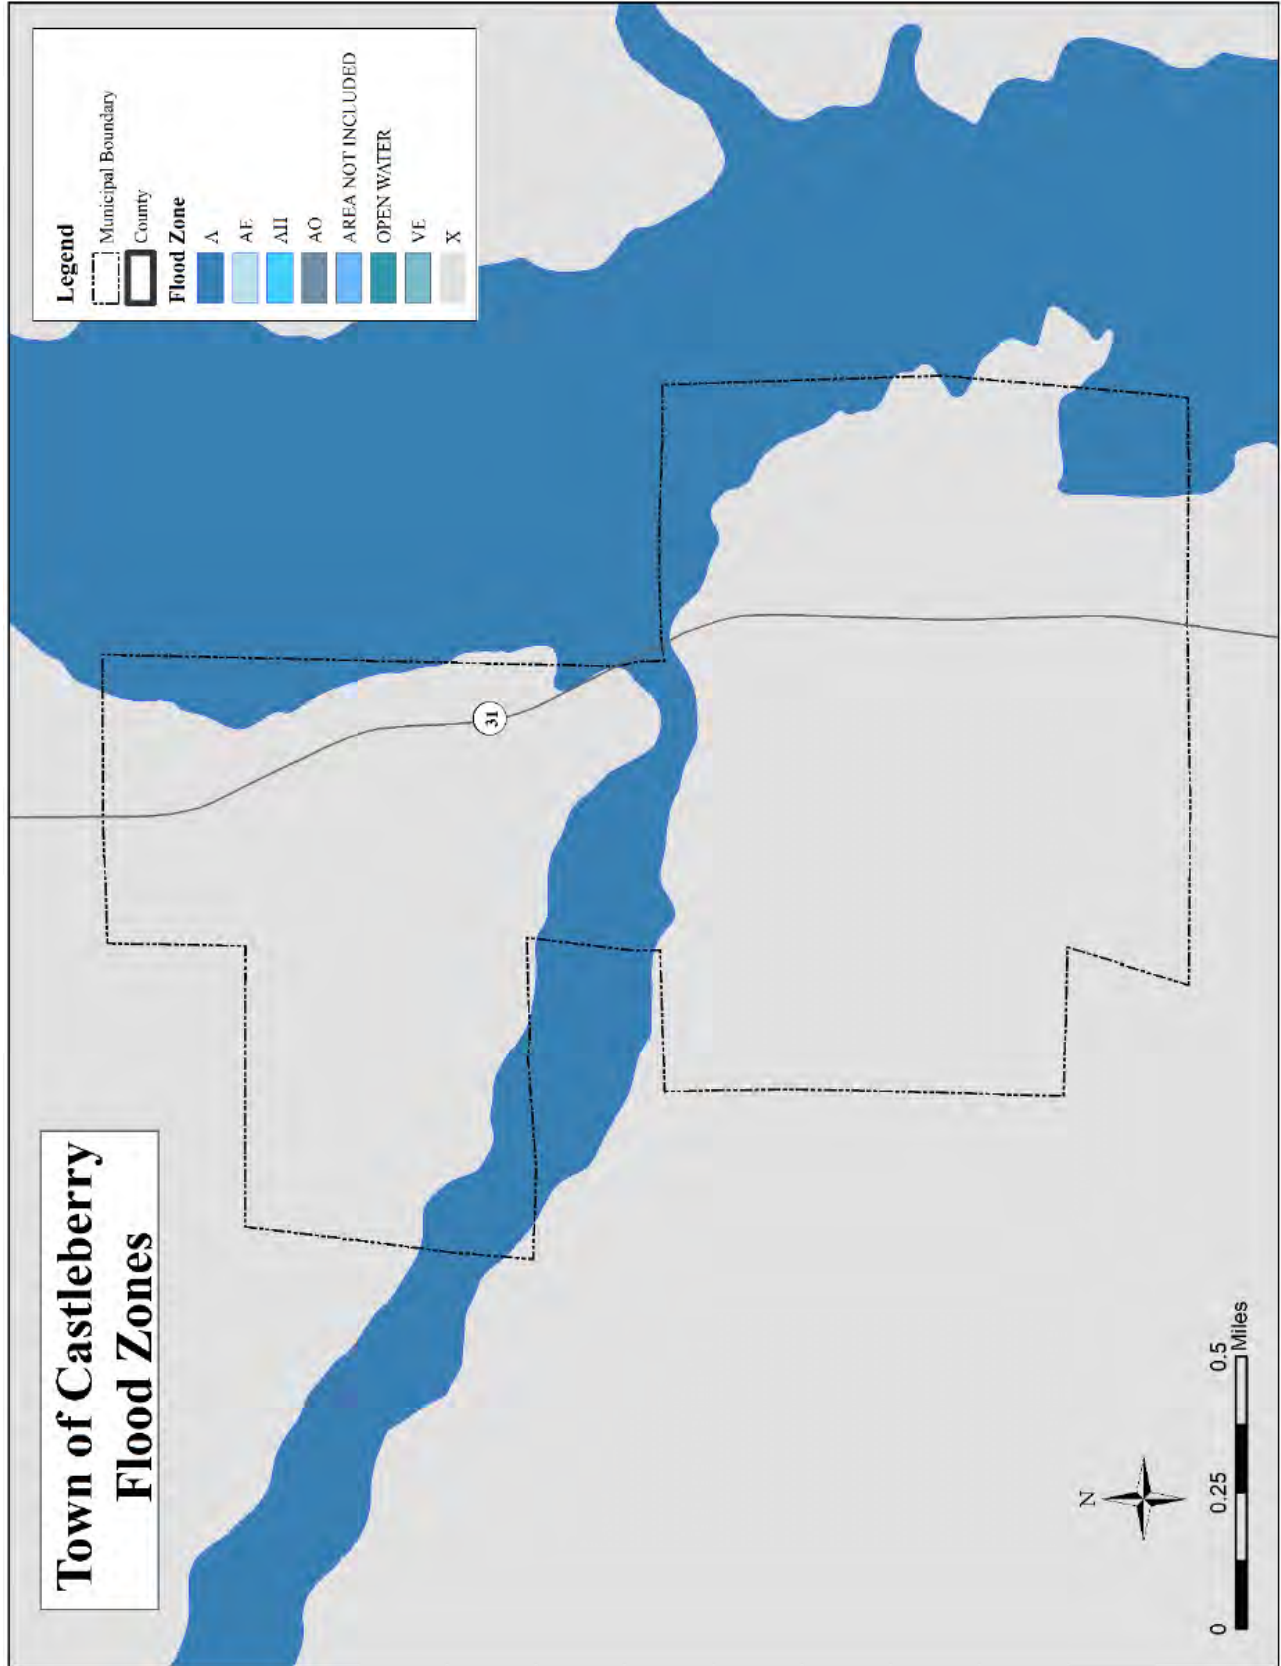 Town of Castleberry
Flood Zones
Legend
Municipal Boundary
County
Flood Zone
A
AE
AH
AO
AREA NOT INCLUDED
OPEN WATER
VE
X
31
N
0 0.25 0.5
Miles